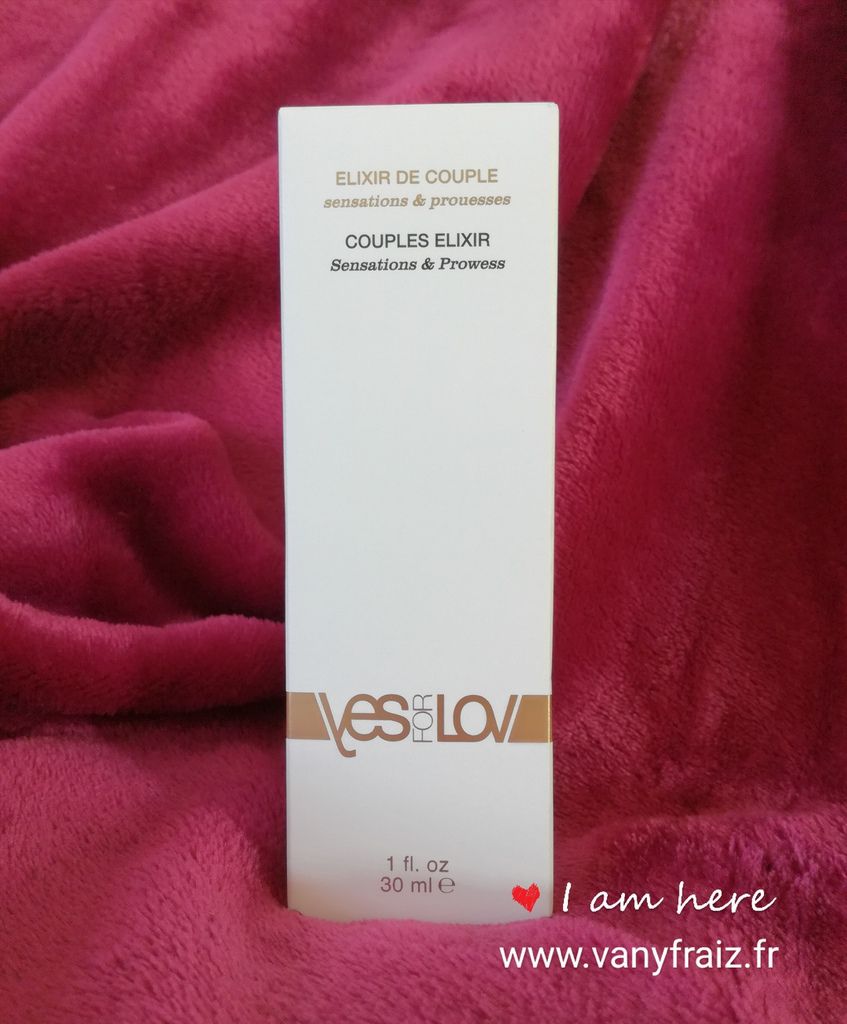 ELIXIR DE COUPLE
sensations & prouesses
COUPLES ELIXIR
Sensations & Prowess
yes FOR LOV
1 fl. oz
30 ml ℮
I am here
www.vanyfraiz.fr